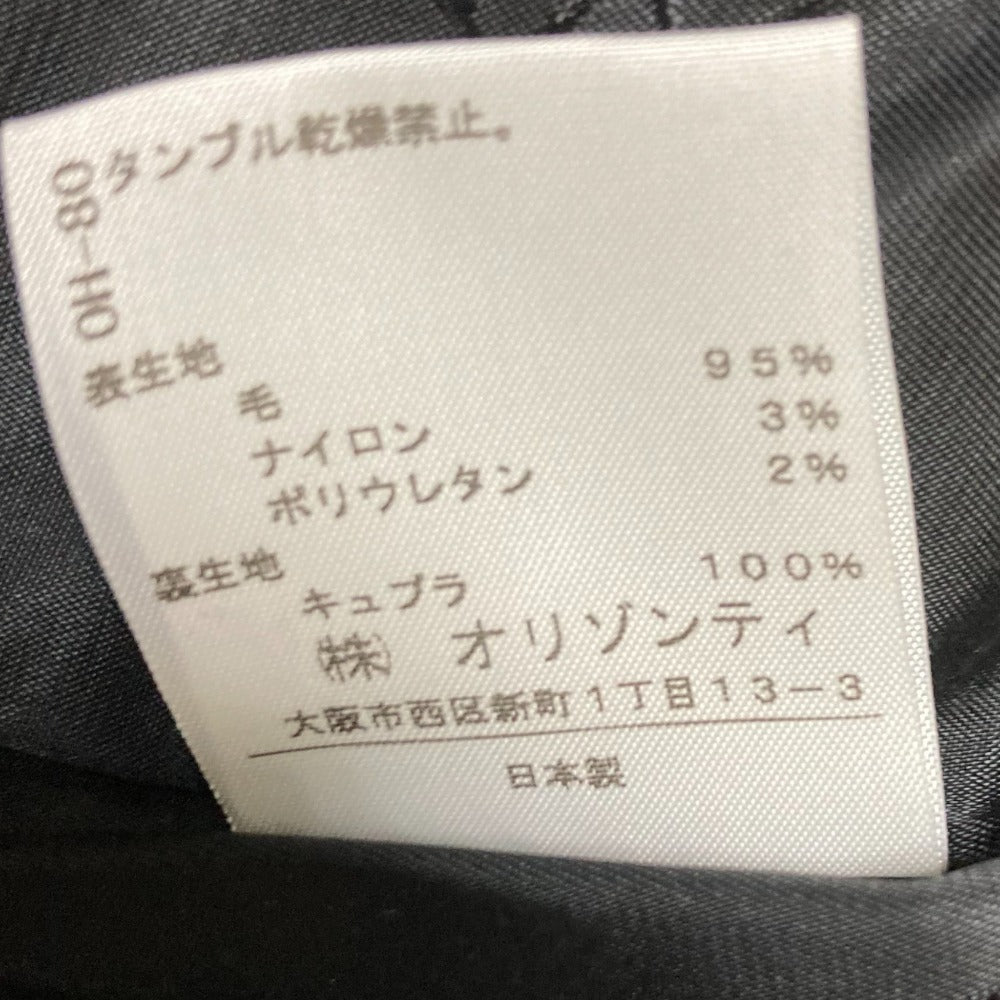 タンブル乾燥禁止。
OH-80
表生地
毛 95%
ナイロン 3%
ポリウレタン 2%
裏生地
キュプラ 100%
㈱ オリゾンティ
大阪市西区新町1丁目13-3
日本製